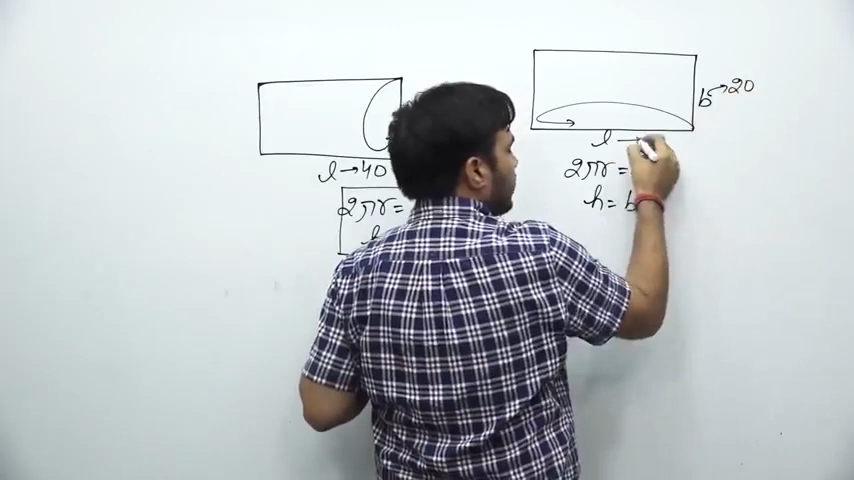 l → 40
2πr =
b → 20
l →
2πr =
h = b